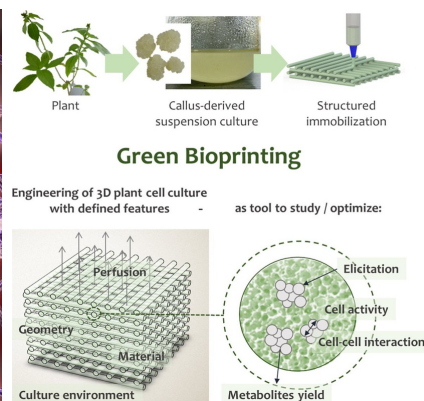 Plant
Callus-derived
suspension culture
Structured
immobilization
Green Bioprinting
Engineering of 3D plant cell culture
with defined features - as tool to study / optimize:
Perfusion
Geometry
Material
Culture environment
Elicitation
Cell activity
Cell-cell interaction
Metabolites yield